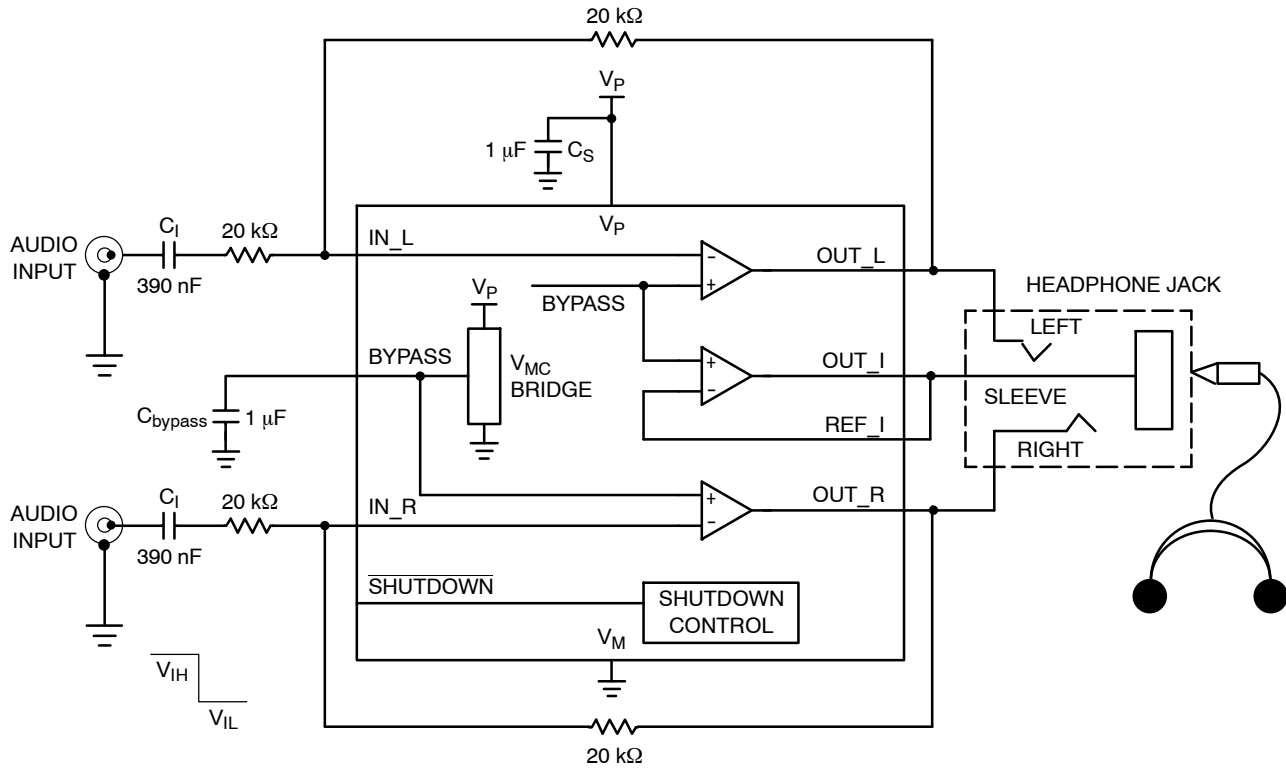 20 kΩ
V_P
1 μF
C_S
V_P
C_I
20 kΩ
AUDIO
INPUT
390 nF
IN_L
OUT_L
HEADPHONE JACK
V_P
BYPASS
LEFT
BYPASS
V_MC
BRIDGE
OUT_I
SLEEVE
C_bypass
1 μF
REF_I
RIGHT
C_I
20 kΩ
AUDIO
INPUT
390 nF
IN_R
OUT_R
SHUTDOWN
SHUTDOWN
CONTROL
V_M
V_IH
V_IL
20 kΩ